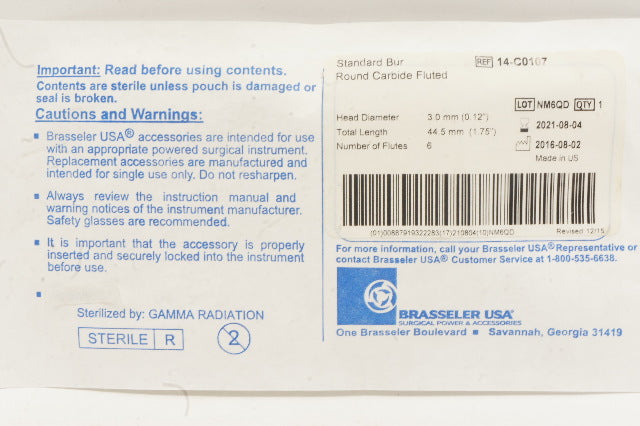 Important: Read before using contents.
Contents are sterile unless pouch is damaged or
seal is broken.
Cautions and Warnings:
▪ Brasseler USA® accessories are intended for use
with an appropriate powered surgical instrument.
Replacement accessories are manufactured and
intended for single use only. Do not resharpen.
▪ Always review the instruction manual and
warning notices of the instrument manufacturer.
Safety glasses are recommended.
▪ It is important that the accessory is properly
inserted and securely locked into the instrument
before use.
▪
Sterilized by: GAMMA RADIATION
STERILE R
2
Standard Bur
REF 14-C0107
Round Carbide Fluted
LOT NM6QD QTY 1
Head Diameter 3.0 mm (0.12")
Total Length 44.5 mm (1.75")
Number of Flutes 6
2021-08-04
2016-08-02
Made in US
(01)00887919322283(17)210804(10)NM6QD
Revised 12/15
For more information, call your Brasseler USA® Representative or
contact Brasseler USA® Customer Service at 1-800-535-6638.
BRASSELER USA®
SURGICAL POWER & ACCESSORIES
One Brasseler Boulevard ▪ Savannah, Georgia 31419